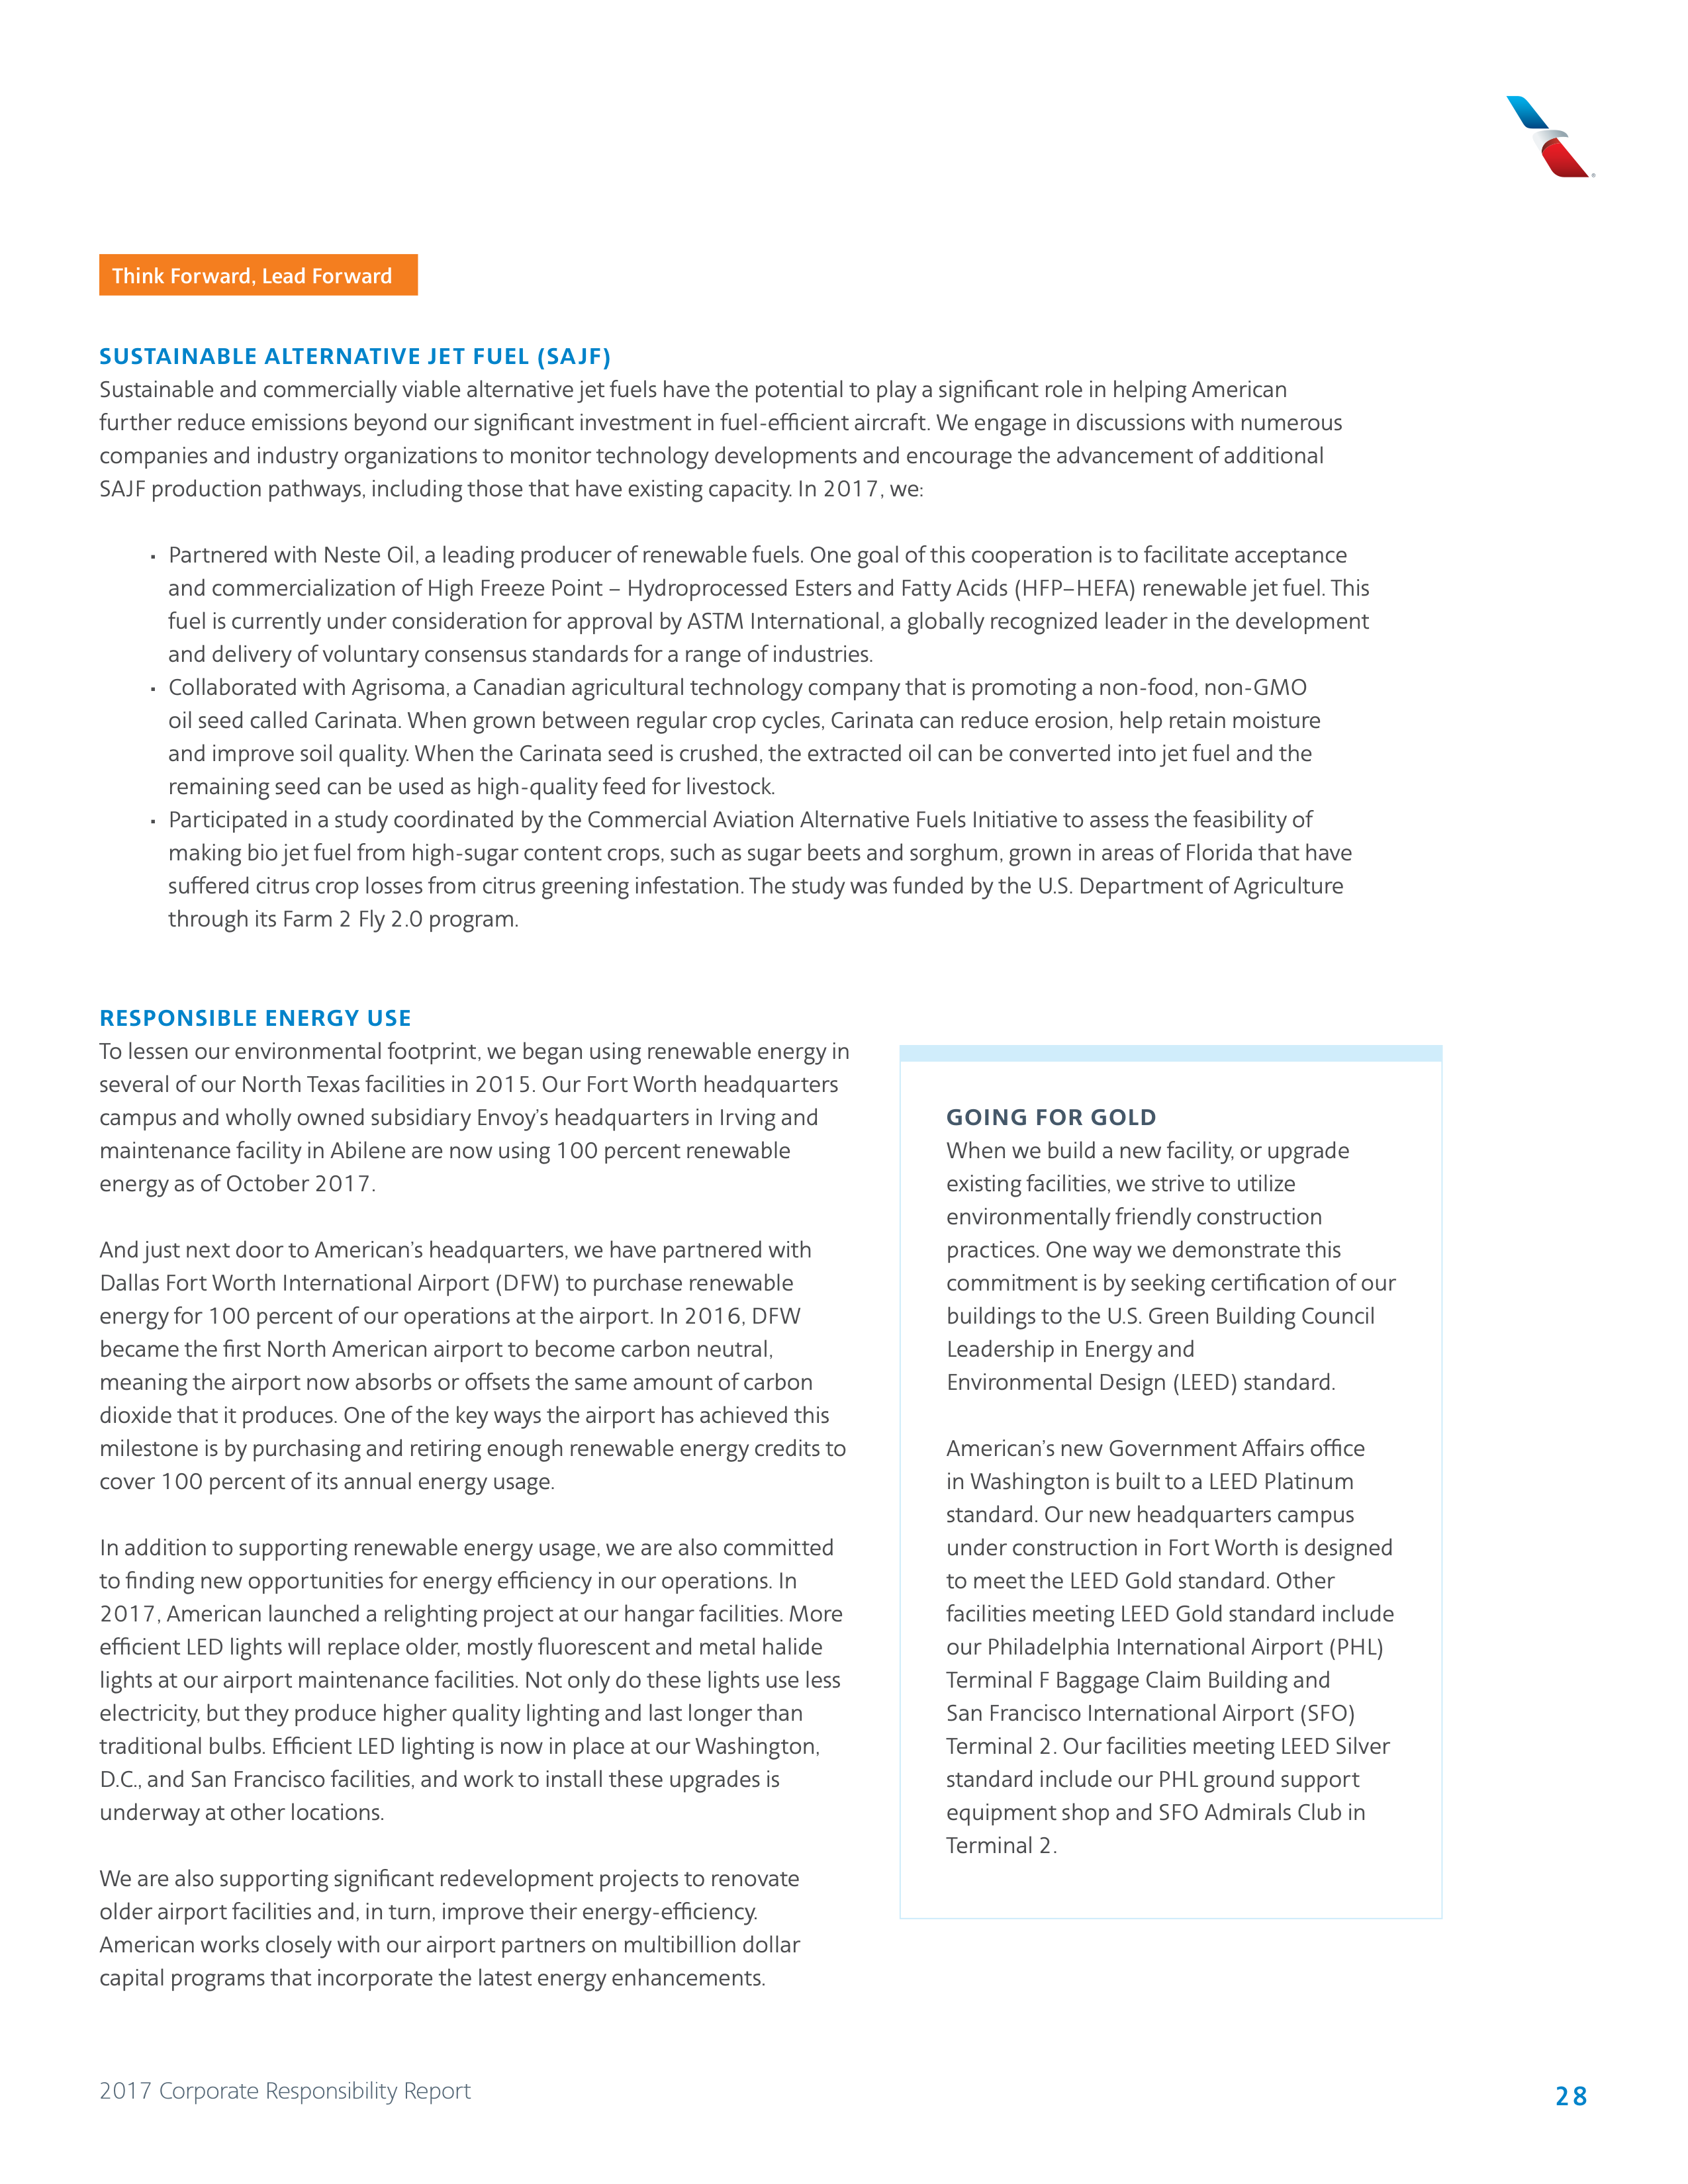 Think Forward, Lead Forward
SUSTAINABLE ALTERNATIVE JET FUEL (SAJF)
Sustainable and commercially viable alternative jet fuels have the potential to play a significant role in helping American
further reduce emissions beyond our significant investment in fuel-efficient aircraft. We engage in discussions with numerous
companies and industry organizations to monitor technology developments and encourage the advancement of additional
SAJF production pathways, including those that have existing capacity. In 2017, we:
• Partnered with Neste Oil, a leading producer of renewable fuels. One goal of this cooperation is to facilitate acceptance
and commercialization of High Freeze Point – Hydroprocessed Esters and Fatty Acids (HFP–HEFA) renewable jet fuel. This
fuel is currently under consideration for approval by ASTM International, a globally recognized leader in the development
and delivery of voluntary consensus standards for a range of industries.
• Collaborated with Agrisoma, a Canadian agricultural technology company that is promoting a non-food, non-GMO
oil seed called Carinata. When grown between regular crop cycles, Carinata can reduce erosion, help retain moisture
and improve soil quality. When the Carinata seed is crushed, the extracted oil can be converted into jet fuel and the
remaining seed can be used as high-quality feed for livestock.
• Participated in a study coordinated by the Commercial Aviation Alternative Fuels Initiative to assess the feasibility of
making bio jet fuel from high-sugar content crops, such as sugar beets and sorghum, grown in areas of Florida that have
suffered citrus crop losses from citrus greening infestation. The study was funded by the U.S. Department of Agriculture
through its Farm 2 Fly 2.0 program.
RESPONSIBLE ENERGY USE
To lessen our environmental footprint, we began using renewable energy in
several of our North Texas facilities in 2015. Our Fort Worth headquarters
campus and wholly owned subsidiary Envoy’s headquarters in Irving and
maintenance facility in Abilene are now using 100 percent renewable
energy as of October 2017.
And just next door to American’s headquarters, we have partnered with
Dallas Fort Worth International Airport (DFW) to purchase renewable
energy for 100 percent of our operations at the airport. In 2016, DFW
became the first North American airport to become carbon neutral,
meaning the airport now absorbs or offsets the same amount of carbon
dioxide that it produces. One of the key ways the airport has achieved this
milestone is by purchasing and retiring enough renewable energy credits to
cover 100 percent of its annual energy usage.
In addition to supporting renewable energy usage, we are also committed
to finding new opportunities for energy efficiency in our operations. In
2017, American launched a relighting project at our hangar facilities. More
efficient LED lights will replace older, mostly fluorescent and metal halide
lights at our airport maintenance facilities. Not only do these lights use less
electricity, but they produce higher quality lighting and last longer than
traditional bulbs. Efficient LED lighting is now in place at our Washington,
D.C., and San Francisco facilities, and work to install these upgrades is
underway at other locations.
We are also supporting significant redevelopment projects to renovate
older airport facilities and, in turn, improve their energy-efficiency.
American works closely with our airport partners on multibillion dollar
capital programs that incorporate the latest energy enhancements.
GOING FOR GOLD
When we build a new facility, or upgrade
existing facilities, we strive to utilize
environmentally friendly construction
practices. One way we demonstrate this
commitment is by seeking certification of our
buildings to the U.S. Green Building Council
Leadership in Energy and
Environmental Design (LEED) standard.
American’s new Government Affairs office
in Washington is built to a LEED Platinum
standard. Our new headquarters campus
under construction in Fort Worth is designed
to meet the LEED Gold standard. Other
facilities meeting LEED Gold standard include
our Philadelphia International Airport (PHL)
Terminal F Baggage Claim Building and
San Francisco International Airport (SFO)
Terminal 2. Our facilities meeting LEED Silver
standard include our PHL ground support
equipment shop and SFO Admirals Club in
Terminal 2.
2017 Corporate Responsibility Report
28